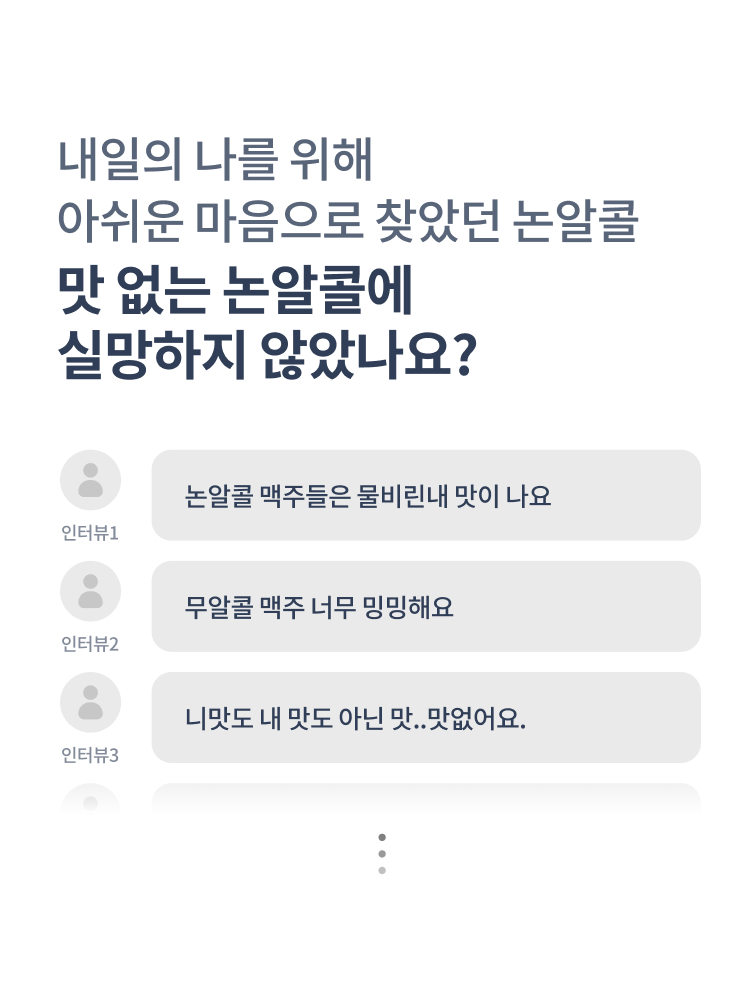 내일의 나를 위해
아쉬운 마음으로 찾았던 논알콜
맛 없는 논알콜에
실망하지 않았나요?
논알콜 맥주들은 물비린내 맛이 나요
인터뷰1
무알콜 맥주 너무 밍밍해요
인터뷰2
니맛도 내 맛도 아닌 맛..맛없어요.
인터뷰3